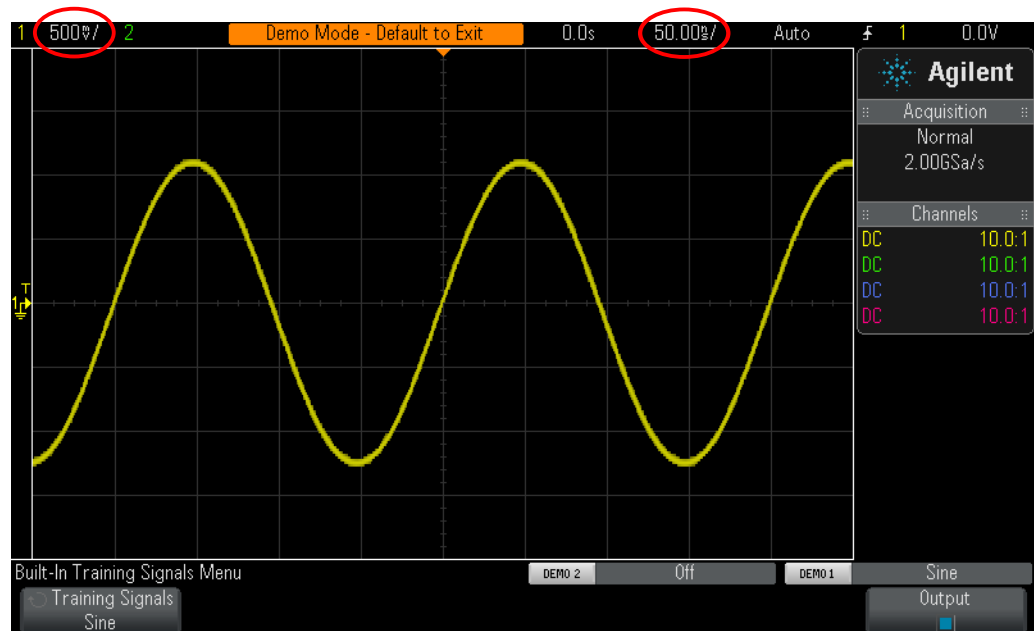 1 500mV/ 2 Demo Mode - Default to Exit 0.0s 50.00us/ Auto 1 0.0V
Agilent
Acquisition
Normal
2.00GSa/s
Channels
DC 10.0:1
DC 10.0:1
DC 10.0:1
DC 10.0:1
T
1
Built-In Training Signals Menu
DEMO 2 Off DEMO 1 Sine
Training Signals
Sine
Output